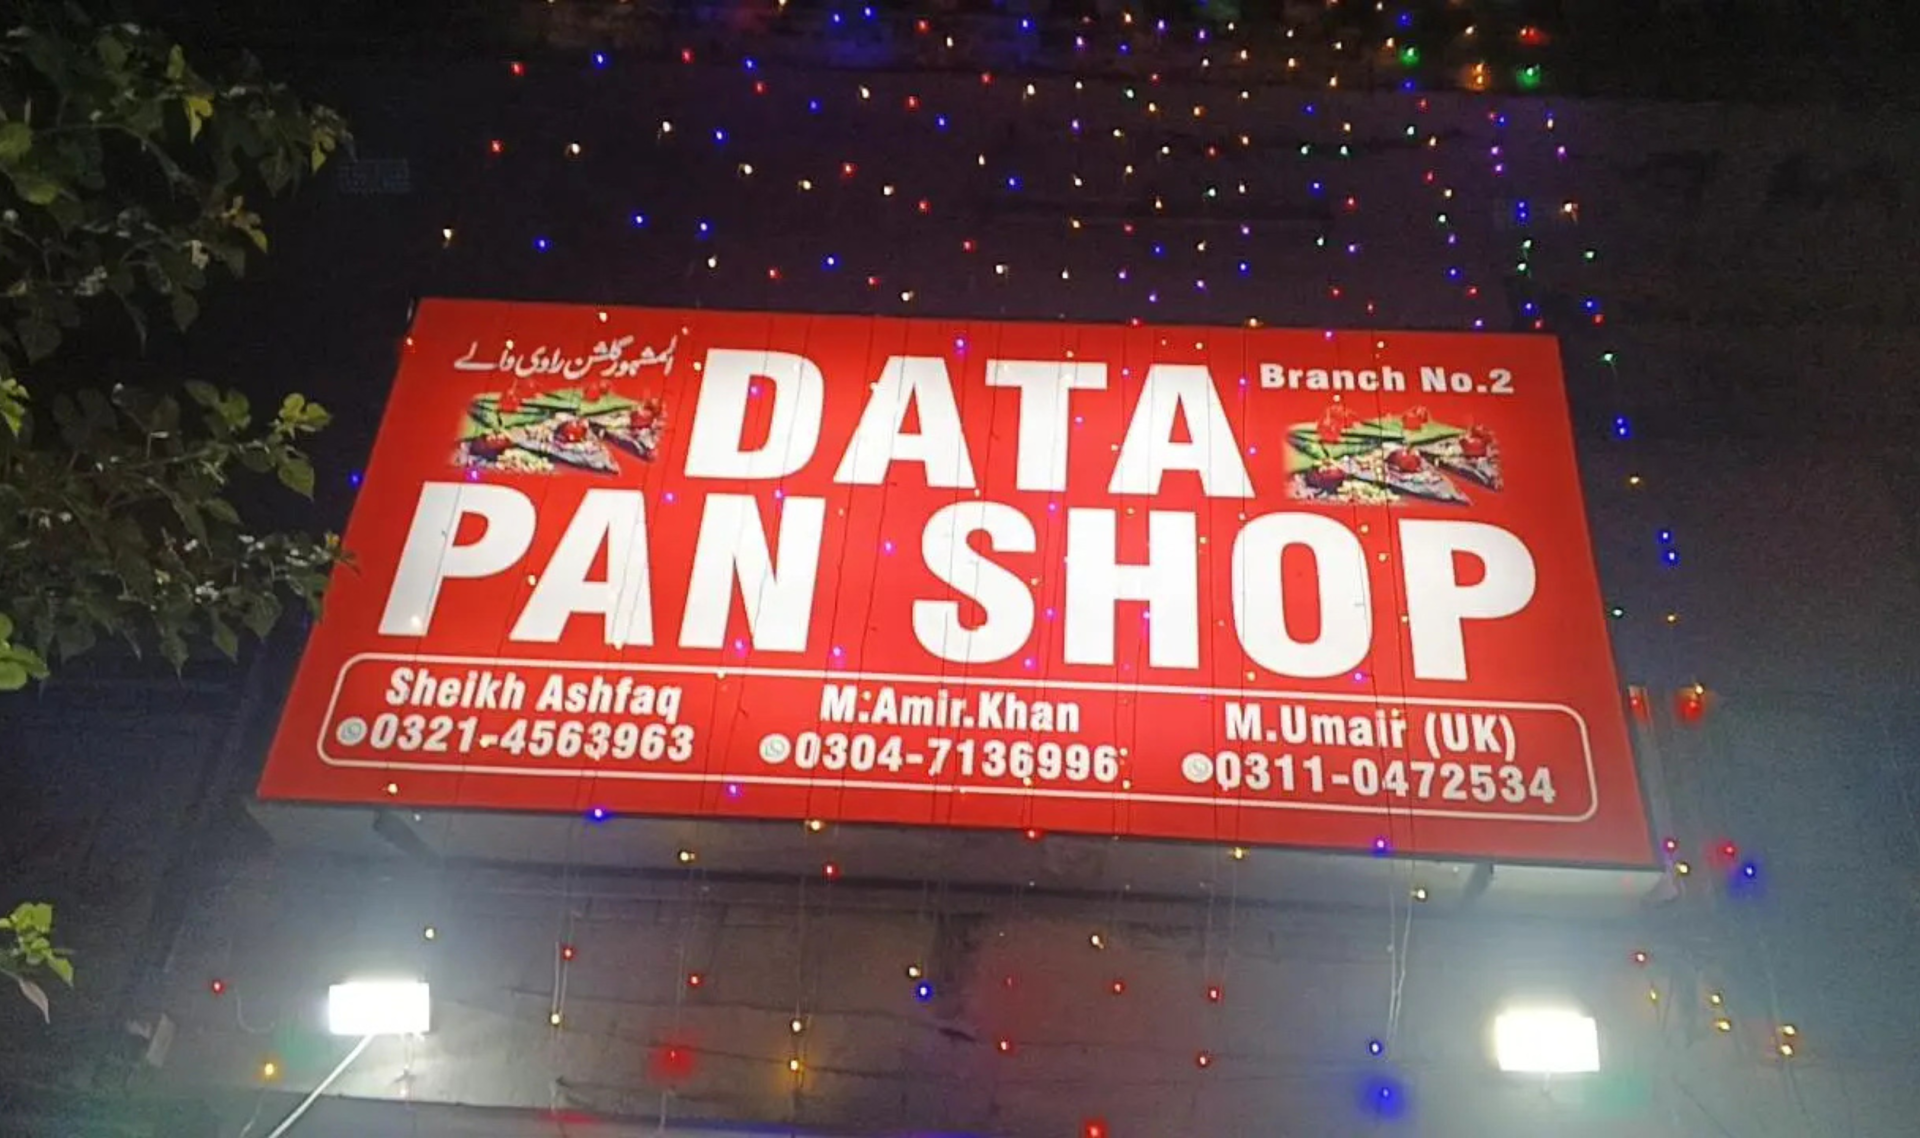 المشہور گلشن راوی والے
DATA
Branch No.2
PAN SHOP
Sheikh Ashfaq
0321-4563963
M.Amir.Khan
0304-7136996
M.Umair (UK)
0311-0472534